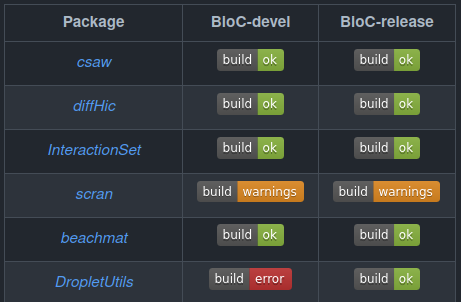 Package BioC-devel BioC-release
csaw build ok build ok
diffHic build ok build ok
InteractionSet build ok build ok
scran build warnings build warnings
beachmat build ok build ok
DropletUtils build error build ok